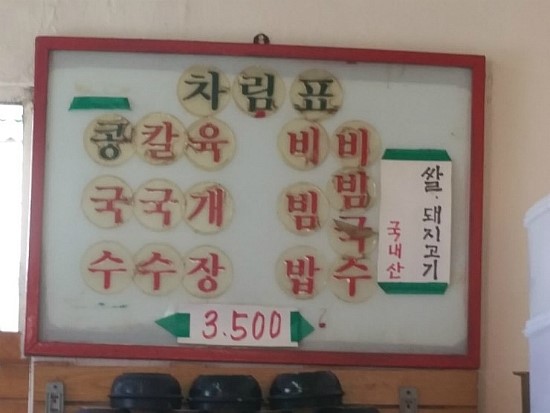 차림표
콩국수
칼국수
육개장
비빔밥
비빔국주
쌀.돼지고기
국내산
3.500